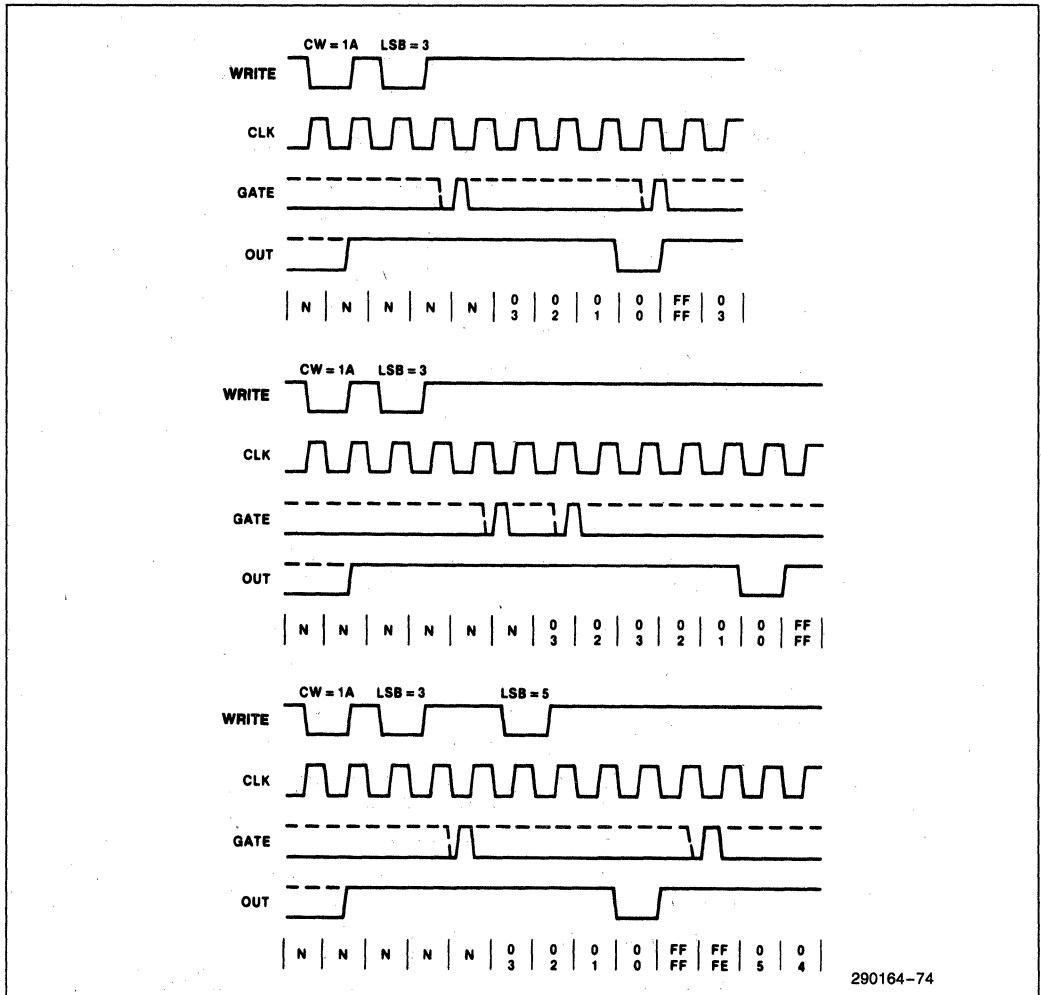 CW = 1A LSB = 3
WRITE
CLK
GATE
OUT
| N | N | N | N | N | 0 | 0 | 0 | 0 | FF | 0 |
3 2 1 0 FF 3
CW = 1A LSB = 3
WRITE
CLK
GATE
OUT
| N | N | N | N | N | N | 0 | 0 | 0 | 0 | 0 | 0 | FF |
3 2 3 2 1 0 FF
CW = 1A LSB = 3 LSB = 5
WRITE
CLK
GATE
OUT
| N | N | N | N | N | 0 | 0 | 0 | 0 | FF | FF | 0 | 0 |
3 2 1 0 FF FE 5 4
290164-74